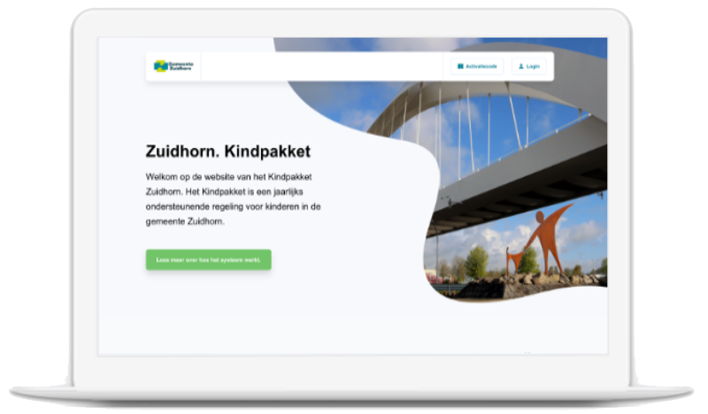 Gemeente
Zuidhorn
Activatiecode
Login
Zuidhorn. Kindpakket
Welkom op de website van het Kindpakket
Zuidhorn. Het Kindpakket is een jaarlijks
ondersteunende regeling voor kinderen in de
gemeente Zuidhorn.
Lees meer over hoe het systeem werkt.